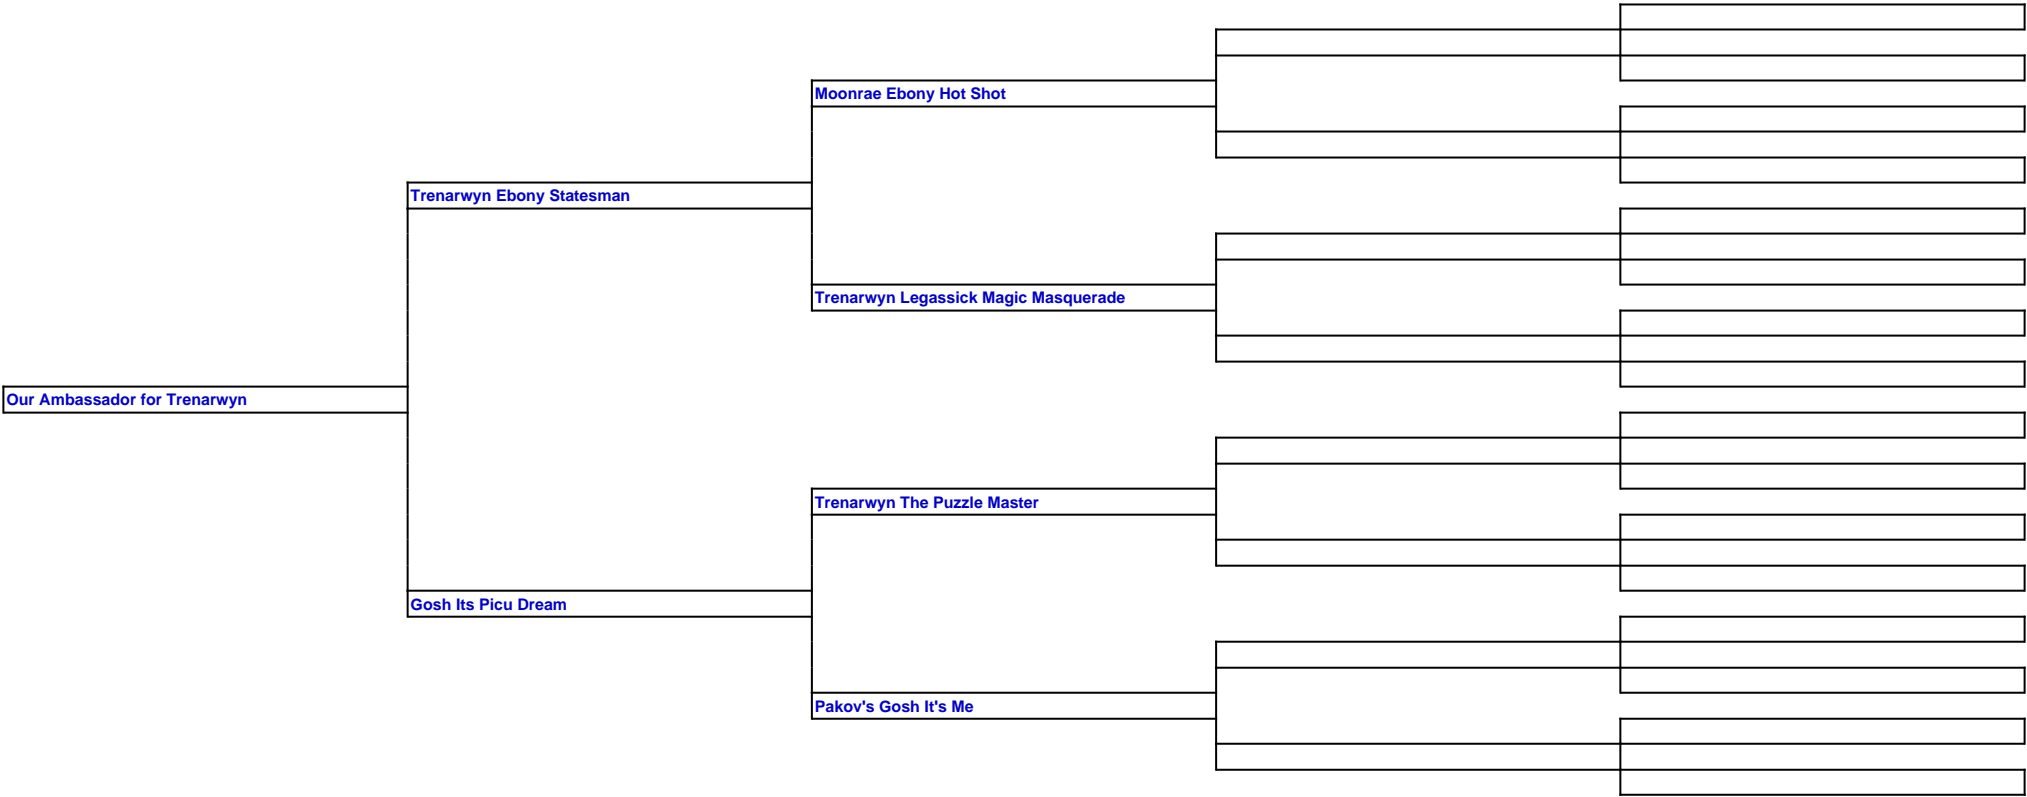 Moonrae Ebony Hot Shot
Trenarwyn Ebony Statesman
Trenarwyn Legassick Magic Masquerade
Our Ambassador for Trenarwyn
Trenarwyn The Puzzle Master
Gosh Its Picu Dream
Pakov's Gosh It's Me